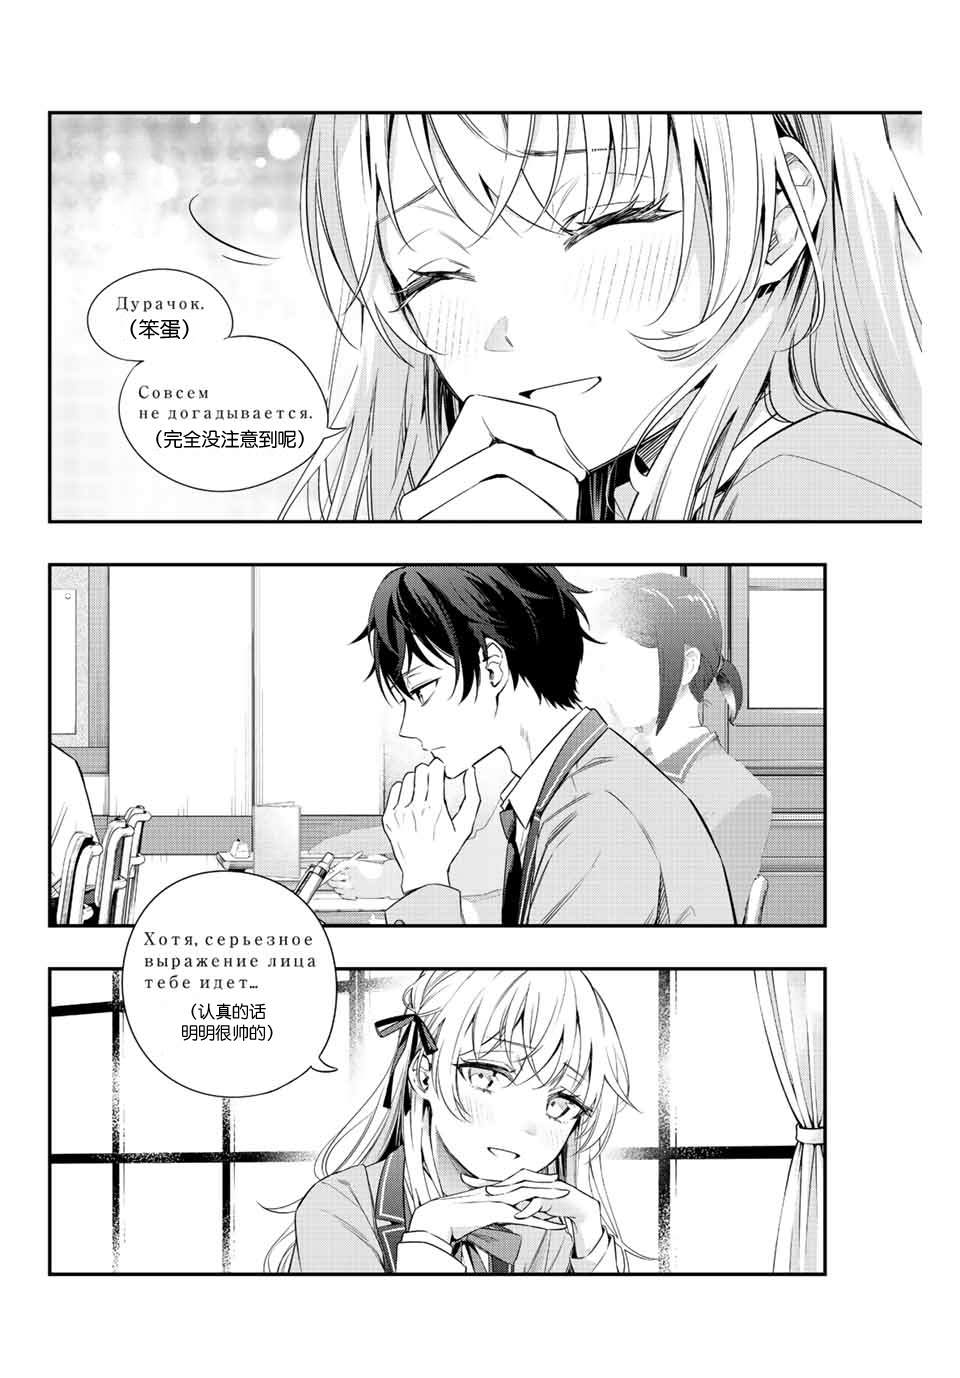 Дурачок.
（笨蛋）
Совсем
не догадывается.
（完全没注意到呢）
Хотя, серьезное
выражение лица
тебе идет...
（认真的话
明明很帅的）